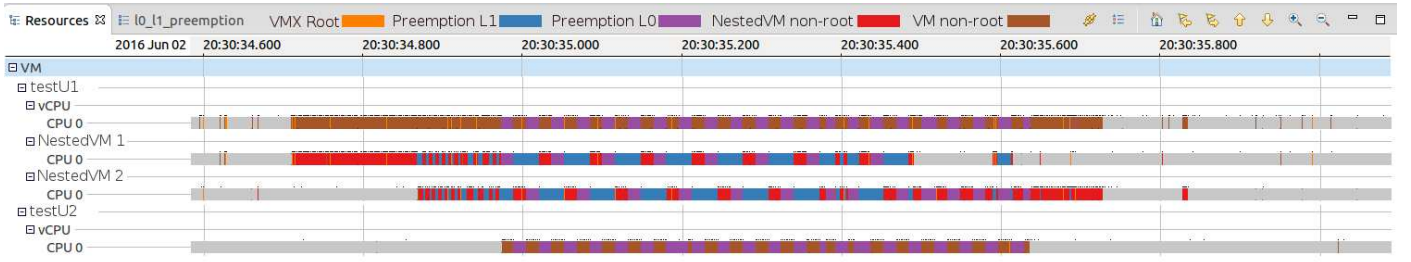 Resources l0_l1_preemption VMX Root Preemption L1 Preemption L0 NestedVM non-root VM non-root
2016 Jun 02 20:30:34.600 20:30:34.800 20:30:35.000 20:30:35.200 20:30:35.400 20:30:35.600 20:30:35.800
VM
testU1
vCPU
CPU 0
NestedVM 1
CPU 0
NestedVM 2
CPU 0
testU2
vCPU
CPU 0